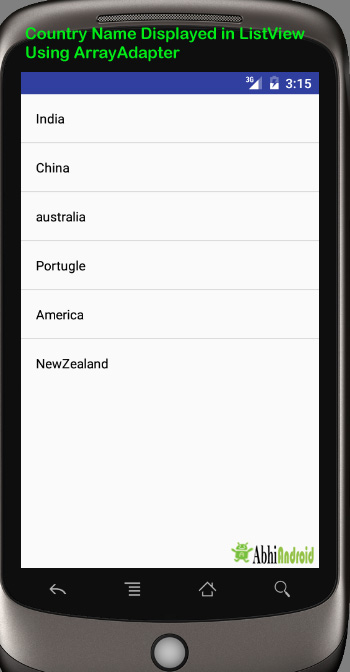 Country Name Displayed in ListView
Using ArrayAdapter
3G 3:15
India
China
australia
Portugle
America
NewZealand
AbhiAndroid